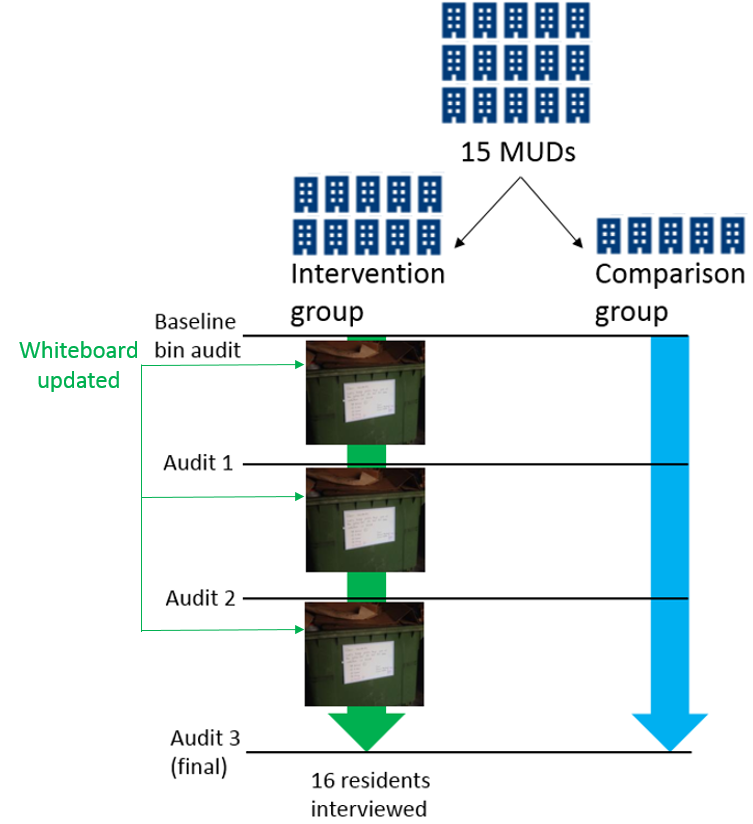 15 MUDs
Intervention
group
Comparison
group
Baseline
bin audit
Whiteboard
updated
Audit 1
Audit 2
Audit 3
(final)
16 residents
interviewed